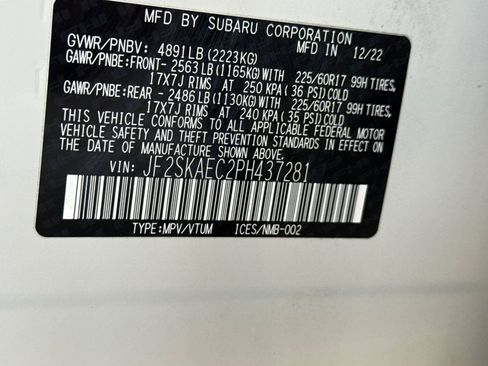 MFD BY SUBARU CORPORATION
GVWR/PNBV: 4891LB(2223KG) MFD IN 12/22
GAWR/PNBE:FRONT- 2563LB(1165KG)WITH 225/60R17 99H TIRES,
17X7J RIMS AT 250 KPA(36 PSI)COLD
GAWR/PNBE:REAR - 2486LB(1130KG)WITH 225/60R17 99H TIRES,
17X7J RIMS AT 240 KPA(35 PSI)COLD
THIS VEHICLE CONFORMS TO ALL APPLICABLE FEDERAL MOTOR
VEHICLE SAFETY AND THEFT PREVENTION STANDARDS IN EFFECT ON
THE DATE OF MANUFACTURE SHOWN ABOVE.
VIN: JF2SKAEC2PH437281
TYPE:MPV/VTUM ICES/NMB-002